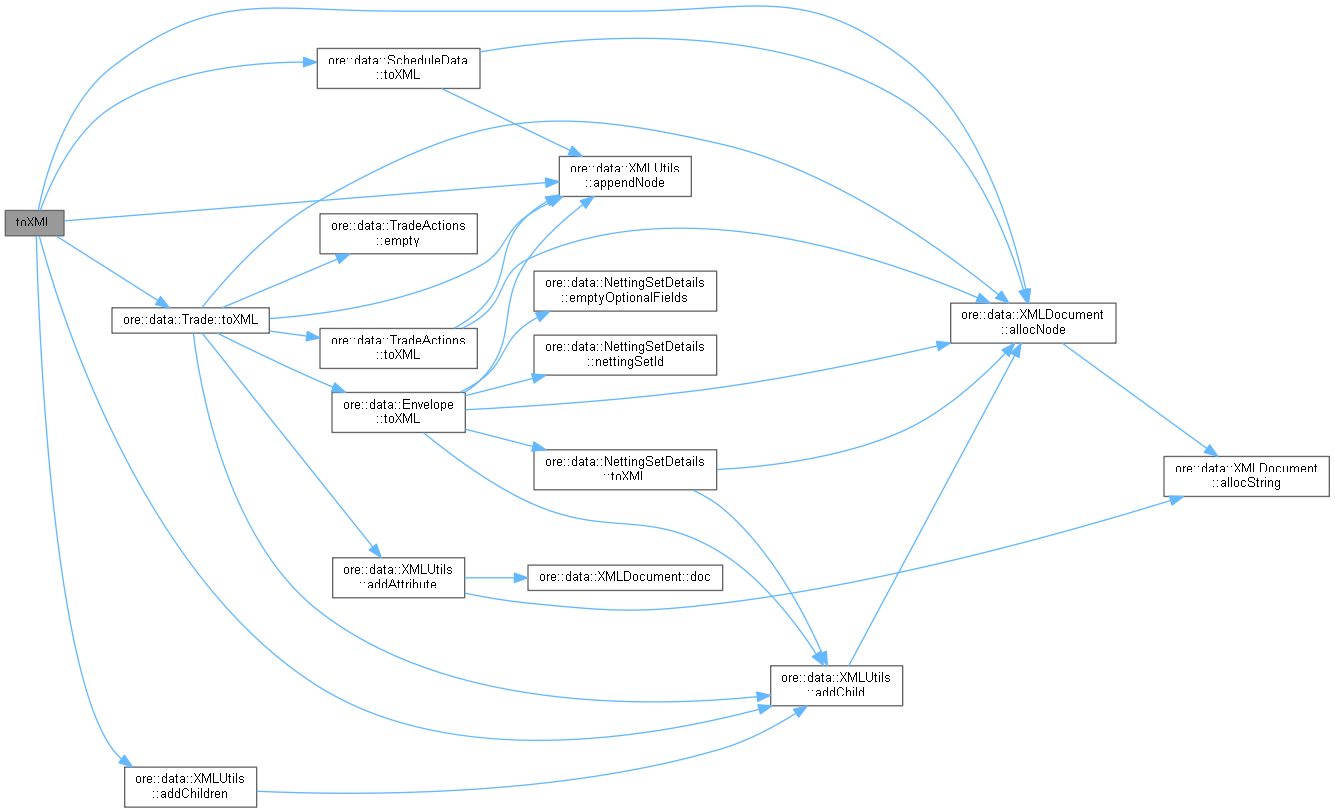 toXML
ore::data::ScheduleData
::toXML
ore::data::XMLUtils
::appendNode
ore::data::TradeActions
::empty
ore::data::Trade::toXML
ore::data::TradeActions
::toXML
ore::data::NettingSetDetails
::emptyOptionalFields
ore::data::NettingSetDetails
::nettingSetId
ore::data::Envelope
::toXML
ore::data::NettingSetDetails
::toXML
ore::data::XMLDocument
::allocNode
ore::data::XMLDocument
::allocString
ore::data::XMLUtils
::addAttribute
ore::data::XMLDocument::doc
ore::data::XMLUtils
::addChild
ore::data::XMLUtils
::addChildren